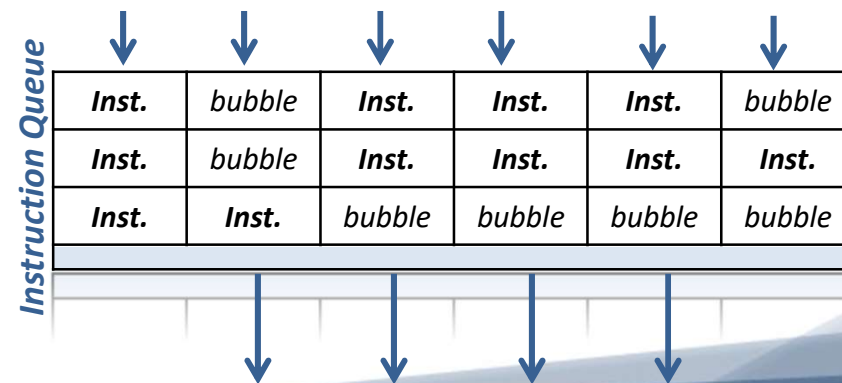 Instruction Queue
Inst. bubble Inst. Inst. Inst. bubble
Inst. bubble Inst. Inst. Inst. Inst.
Inst. Inst. bubble bubble bubble bubble